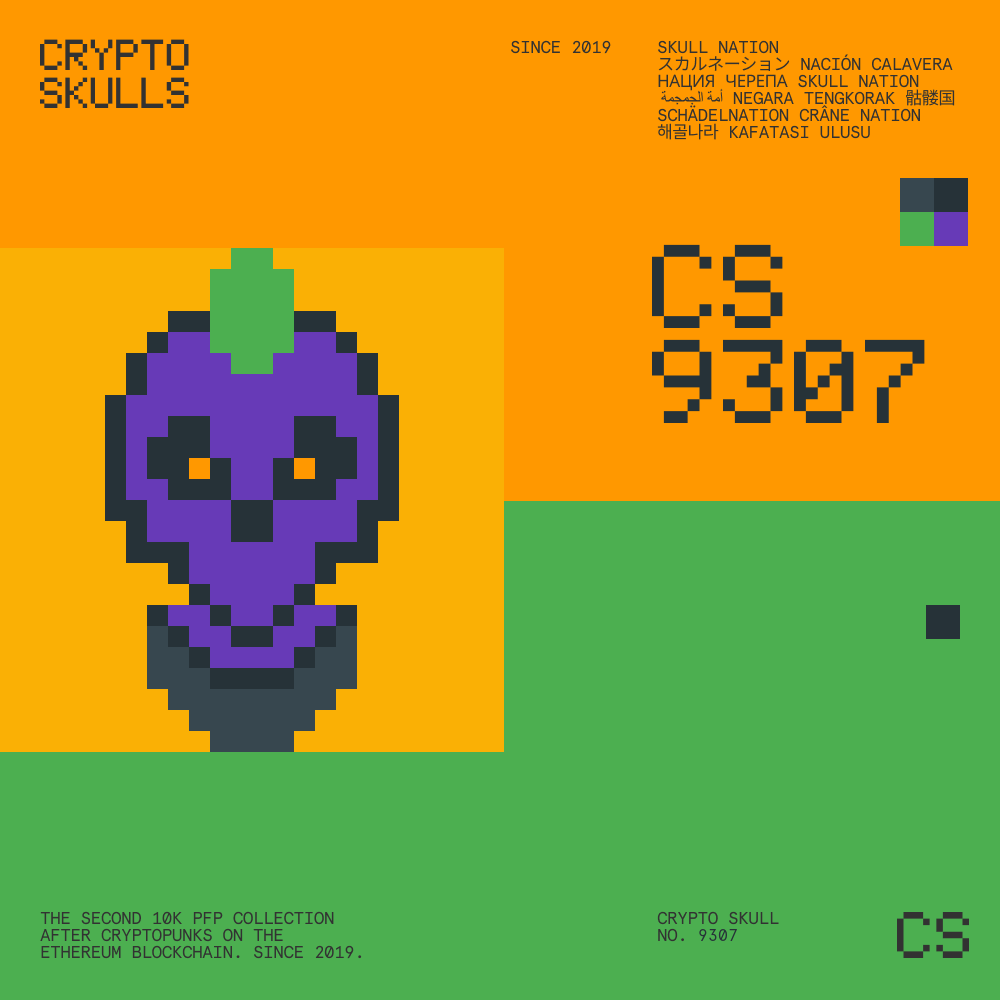 CRYPTO
SKULLS
SINCE 2019
SKULL NATION
スカルネーション NACIÓN CALAVERA
НАЦИЯ ЧЕРЕПА SKULL NATION
أمة الجمجمة NEGARA TENGKORAK 骷髅国
SCHÄDELNATION CRÂNE NATION
해골나라 KAFATASI ULUSU
CS
9307
THE SECOND 10K PFP COLLECTION
AFTER CRYPTOPUNKS ON THE
ETHEREUM BLOCKCHAIN. SINCE 2019.
CRYPTO SKULL
NO. 9307
CS